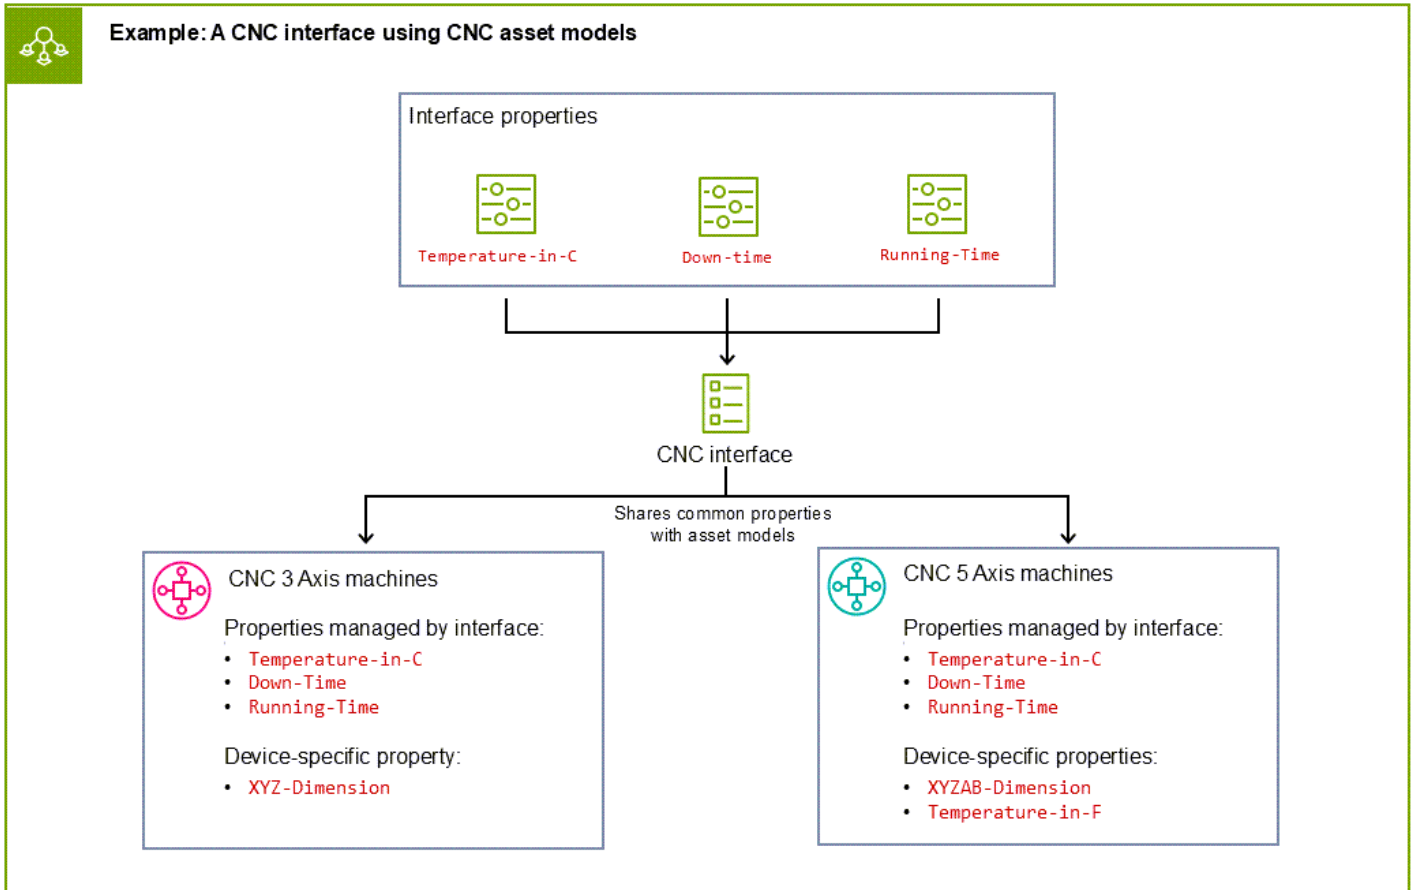 Example: A CNC interface using CNC asset models
Interface properties
Temperature-in-C
Down-time
Running-Time
CNC interface
Shares common properties
with asset models
CNC 3 Axis machines
Properties managed by interface:
• Temperature-in-C
• Down-Time
• Running-Time
Device-specific property:
• XYZ-Dimension
CNC 5 Axis machines
Properties managed by interface:
• Temperature-in-C
• Down-Time
• Running-Time
Device-specific properties:
• XYZAB-Dimension
• Temperature-in-F